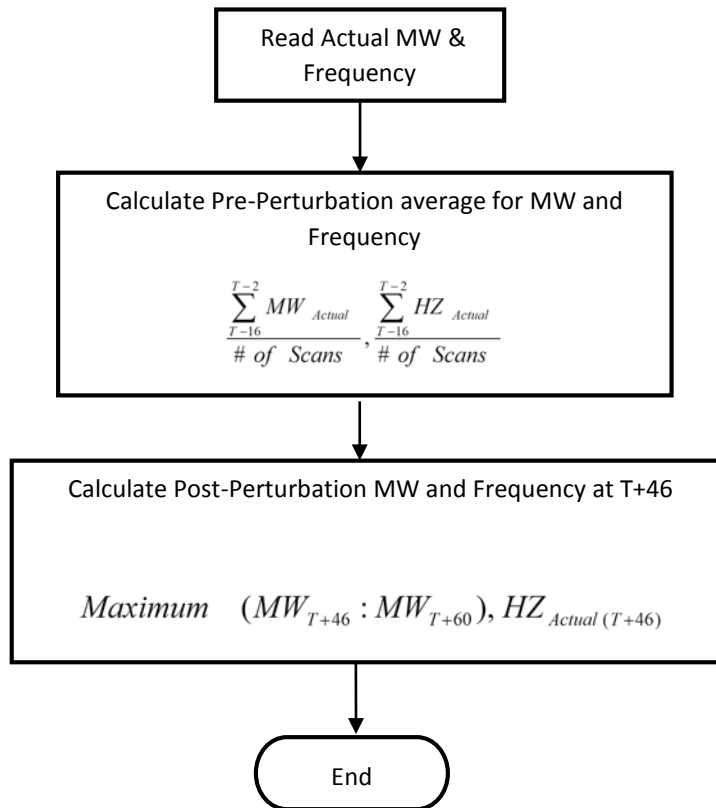 Read Actual MW &
Frequency
Calculate Pre-Perturbation average for MW and
Frequency
T−2 T−2
∑ MW Actual ∑ HZ Actual
T−16 , T−16
# of Scans # of Scans
Calculate Post-Perturbation MW and Frequency at T+46
Maximum (MW T+46 : MW T+60), HZ Actual (T+46)
End